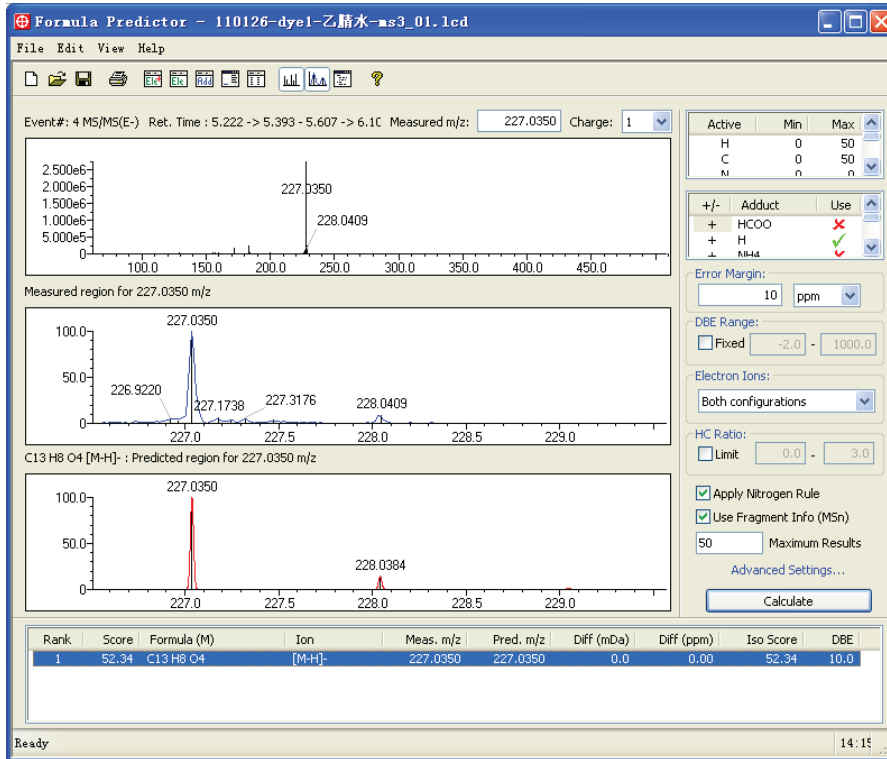 Formula Predictor - 110126-dye1-乙腈水-ms3_01.lcd
File Edit View Help
Event#: 4 MS/MS(E-) Ret. Time : 5.222 -> 5.393 - 5.607 -> 6.10 Measured m/z: 227.0350 Charge: 1
2.500e6
2.000e6
1.500e6
1.000e6
5.000e5
0
227.0350
228.0409
100.0 150.0 200.0 250.0 300.0 350.0 400.0 450.0
Measured region for 227.0350 m/z
100.0
50.0
0
227.0350
226.9220
227.1738
227.3176
228.0409
227.0 227.5 228.0 228.5 229.0
C13 H8 O4 [M-H]- : Predicted region for 227.0350 m/z
100.0
50.0
0
227.0350
228.0384
227.0 227.5 228.0 228.5 229.0
Active Min Max
H 0 50
C 0 50
N 0 0
+/- Adduct Use
+ HCOO
+ H
+ NH4
Error Margin:
10 ppm
DBE Range:
Fixed -2.0 - 1000.0
Electron Ions:
Both configurations
HC Ratio:
Limit 0.0 - 3.0
Apply Nitrogen Rule
Use Fragment Info (MSn)
50 Maximum Results
Advanced Settings...
Calculate
Rank Score Formula (M) Ion Meas. m/z Pred. m/z Diff (mDa) Diff (ppm) Iso Score DBE
1 52.34 C13 H8 O4 [M-H]- 227.0350 227.0350 0.0 0.00 52.34 10.0
Ready 14:15